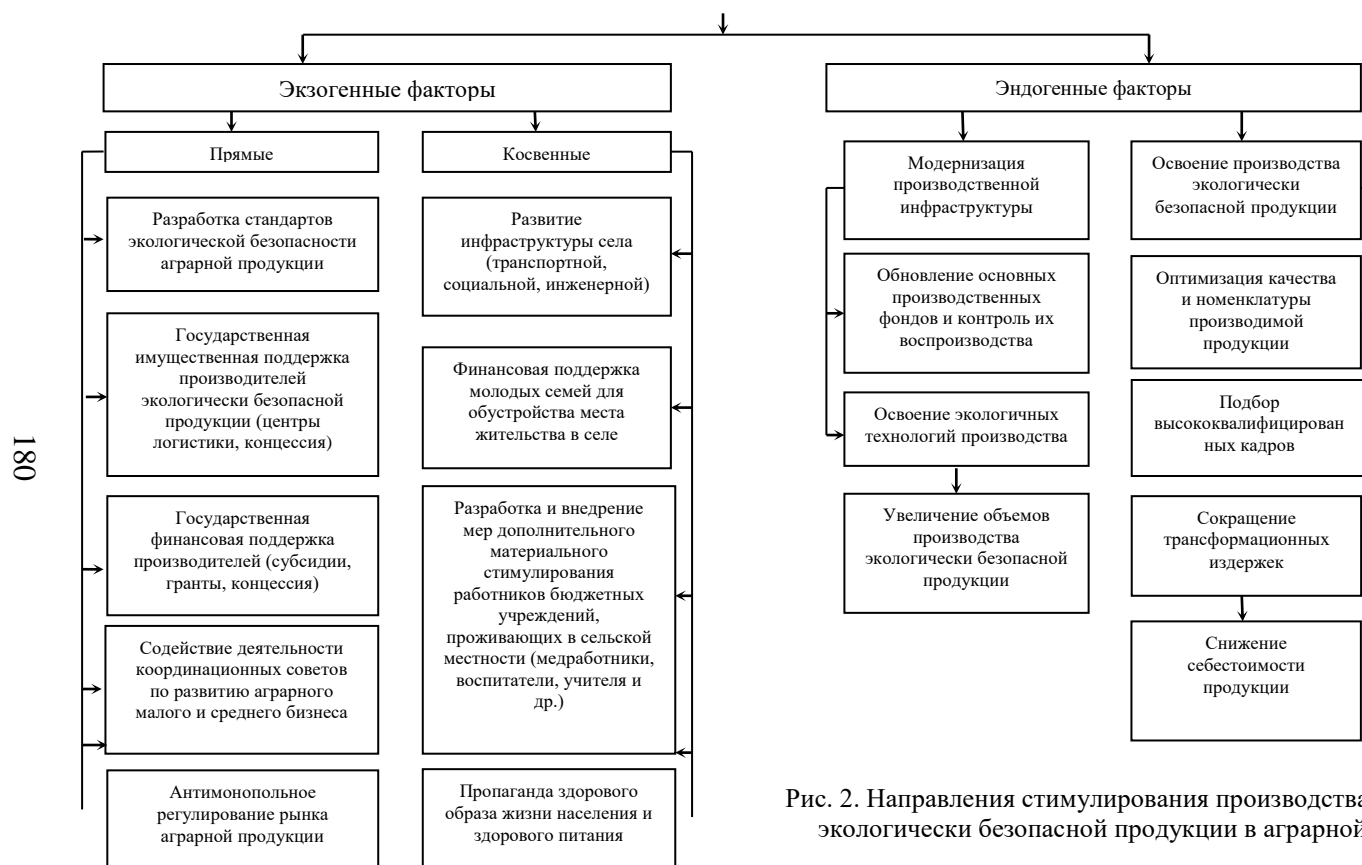 Экзогенные факторы
Прямые
Разработка стандартов
экологической безопасности
аграрной продукции
Государственная
имущественная поддержка
производителей
экологически безопасной
продукции (центры
логистики, концессия)
Государственная
финансовая поддержка
производителей (субсидии,
гранты, концессия)
Содействие деятельности
координационных советов
по развитию аграрного
малого и среднего бизнеса
Антимонопольное
регулирование рынка
аграрной продукции
Косвенные
Развитие
инфраструктуры села
(транспортной,
социальной, инженерной)
Финансовая поддержка
молодых семей для
обустройства места
жительства в селе
Разработка и внедрение
мер дополнительного
материального
стимулирования
работников бюджетных
учреждений,
проживающих в сельской
местности (медработники,
воспитатели, учителя и
др.)
Пропаганда здорового
образа жизни населения и
здорового питания
Эндогенные факторы
Модернизация
производственной
инфраструктуры
Обновление основных
производственных
фондов и контроль их
воспроизводства
Освоение экологичных
технологий производства
Увеличение объемов
производства
экологически безопасной
продукции
Освоение производства
экологически
безопасной продукции
Оптимизация качества
и номенклатуры
производимой
продукции
Подбор
высококвалифицирован
ных кадров
Сокращение
трансформационных
издержек
Снижение
себестоимости
продукции
Рис. 2. Направления стимулирования производства
экологически безопасной продукции в аграрной
180